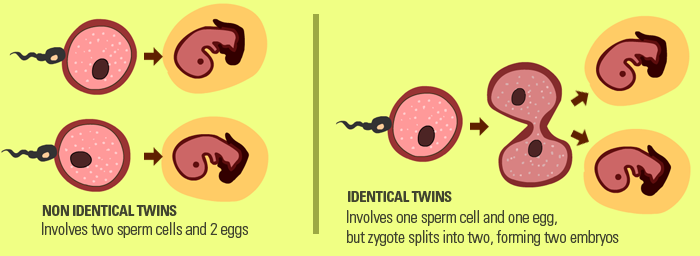 NON IDENTICAL TWINS
Involves two sperm cells and 2 eggs
IDENTICAL TWINS
Involves one sperm cell and one egg,
but zygote splits into two, forming two embryos